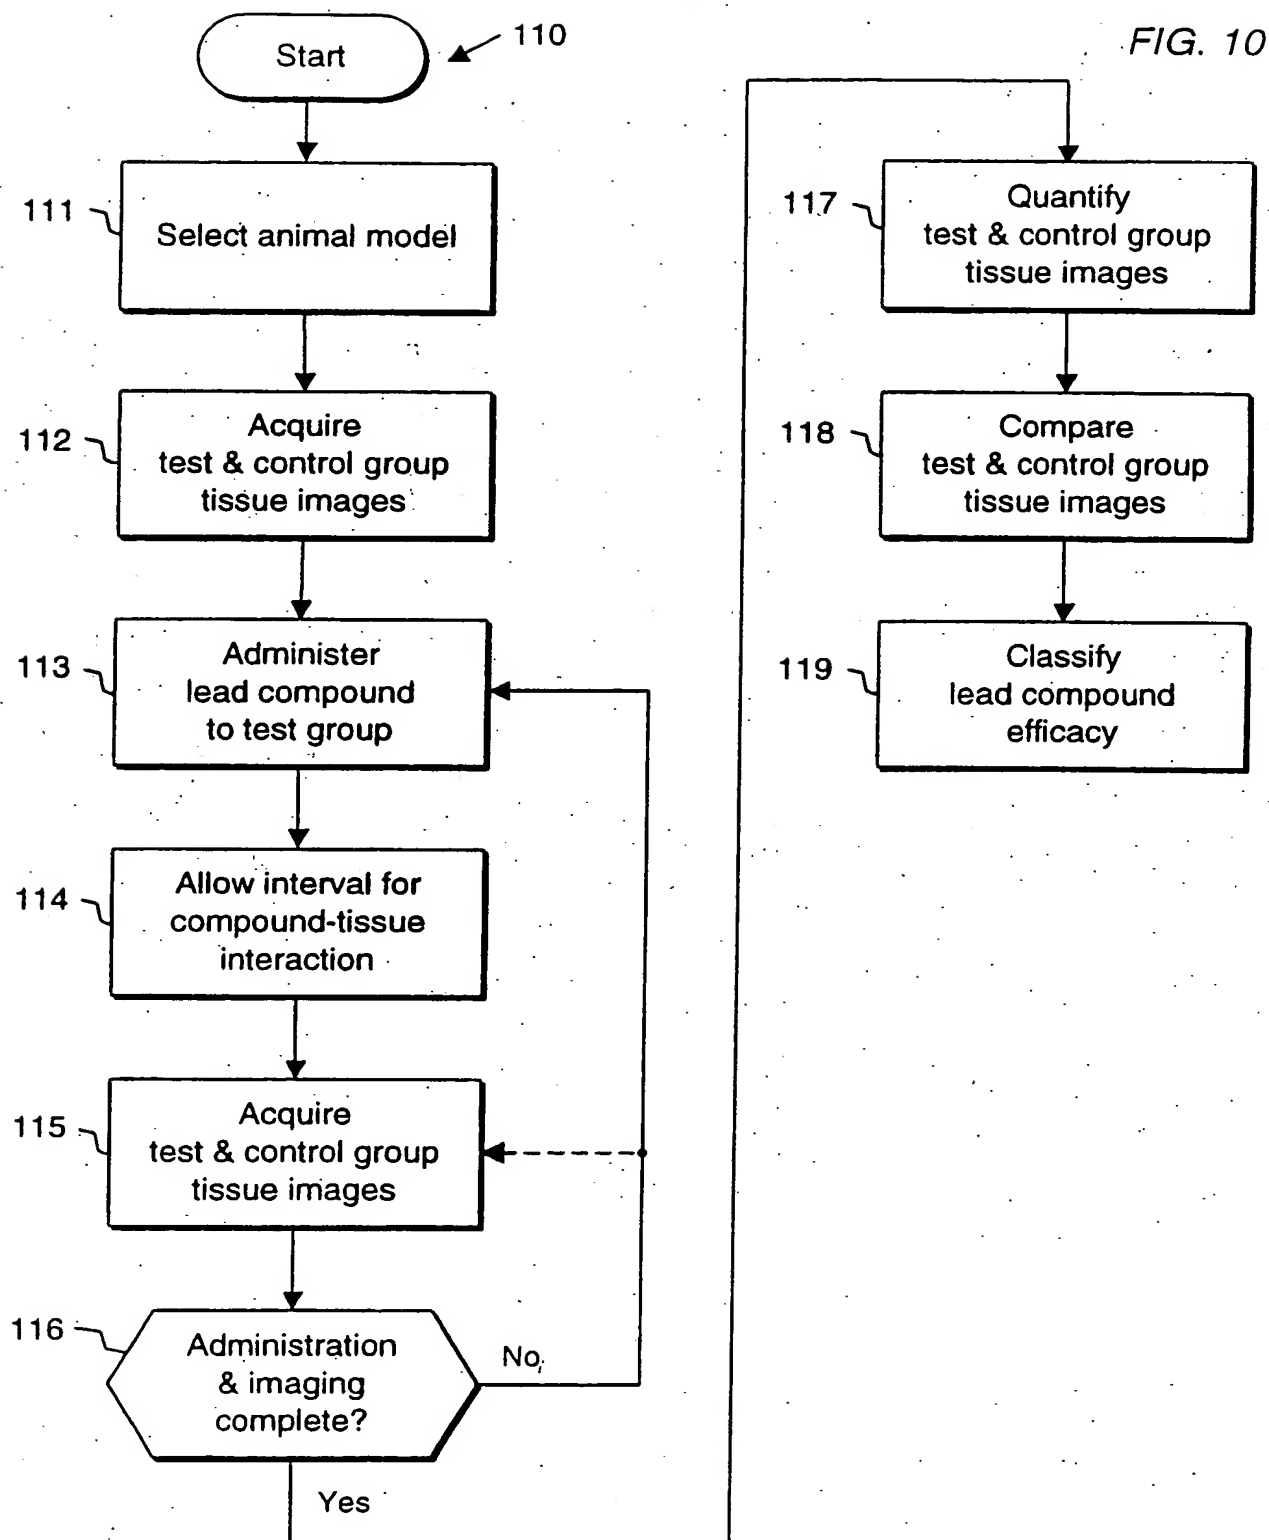 FIG. 10
110
Start
111
Select animal model
112
Acquire
test & control group
tissue images
113
Administer
lead compound
to test group
114
Allow interval for
compound-tissue
interaction
115
Acquire
test & control group
tissue images
116
Administration
& imaging
complete?
No
Yes
117
Quantify
test & control group
tissue images
118
Compare
test & control group
tissue images
119
Classify
lead compound
efficacy